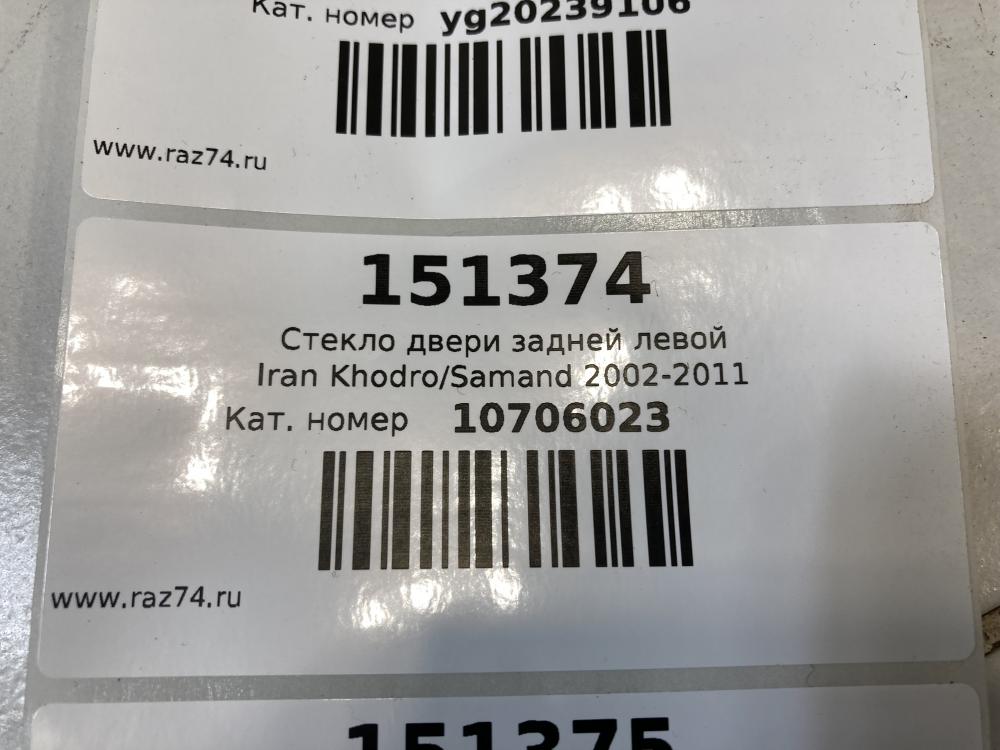 Кат. номер yg20239106
www.raz74.ru
151374
Стекло двери задней левой
Iran Khodro/Samand 2002-2011
Кат. номер 10706023
www.raz74.ru
151375